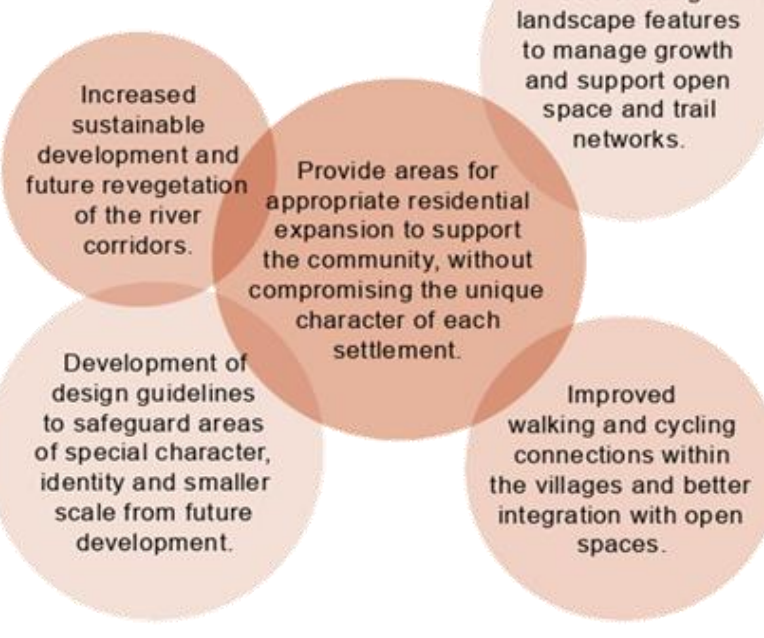 landscape features
to manage growth
and support open
space and trail
networks.
Increased
sustainable
development and
future revegetation
of the river
corridors.
Provide areas for
appropriate residential
expansion to support
the community, without
compromising the unique
character of each
settlement.
Development of
design guidelines
to safeguard areas
of special character,
identity and smaller
scale from future
development.
Improved
walking and cycling
connections within
the villages and better
integration with open
spaces.